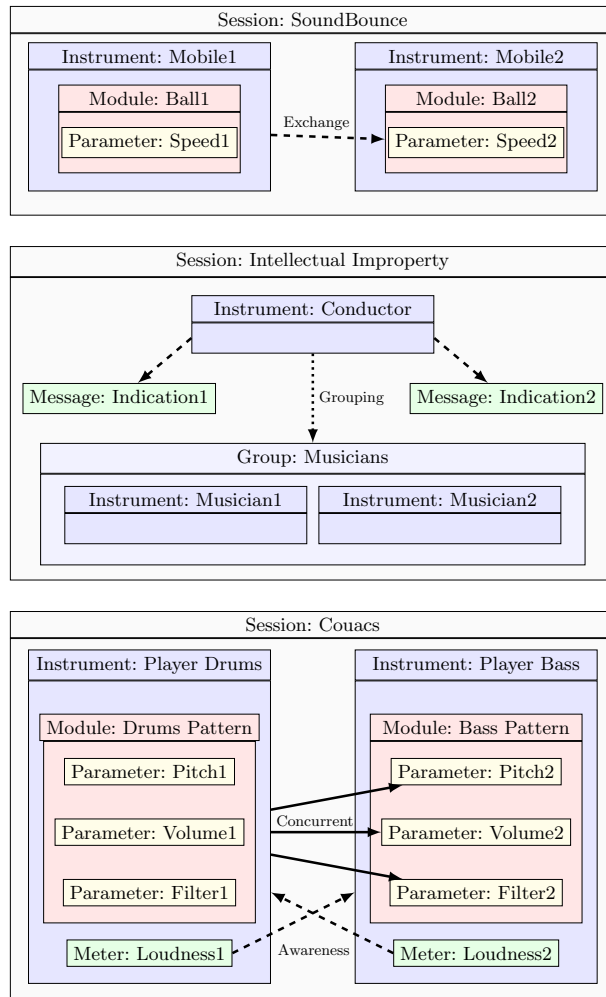 Session: SoundBounce
Instrument: Mobile1
Instrument: Mobile2
Module: Ball1
Module: Ball2
Parameter: Speed1
Exchange
Parameter: Speed2
Session: Intellectual Improperty
Instrument: Conductor
Message: Indication1
Grouping
Message: Indication2
Group: Musicians
Instrument: Musician1
Instrument: Musician2
Session: Couacs
Instrument: Player Drums
Instrument: Player Bass
Module: Drums Pattern
Module: Bass Pattern
Parameter: Pitch1
Parameter: Pitch2
Parameter: Volume1
Concurrent
Parameter: Volume2
Parameter: Filter1
Parameter: Filter2
Meter: Loudness1
Awareness
Meter: Loudness2